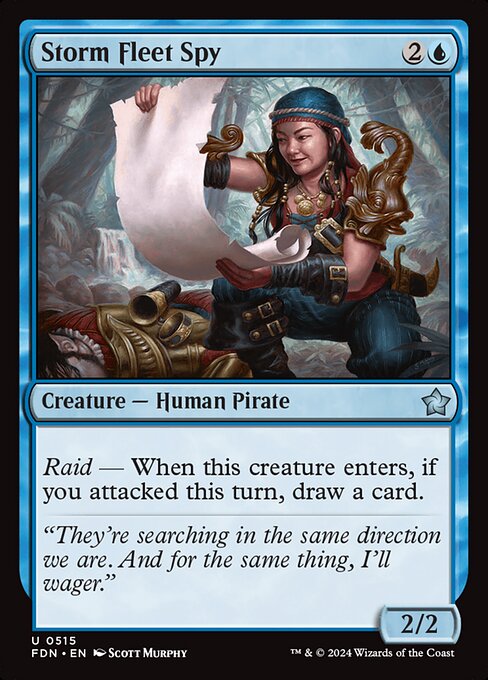 Storm Fleet Spy 2
Creature — Human Pirate
Raid — When this creature enters, if
you attacked this turn, draw a card.
“They’re searching in the same direction
we are. And for the same thing, I’ll
wager.”
2/2
U 0515
FDN • EN Scott Murphy ™ & © 2024 Wizards of the Coast